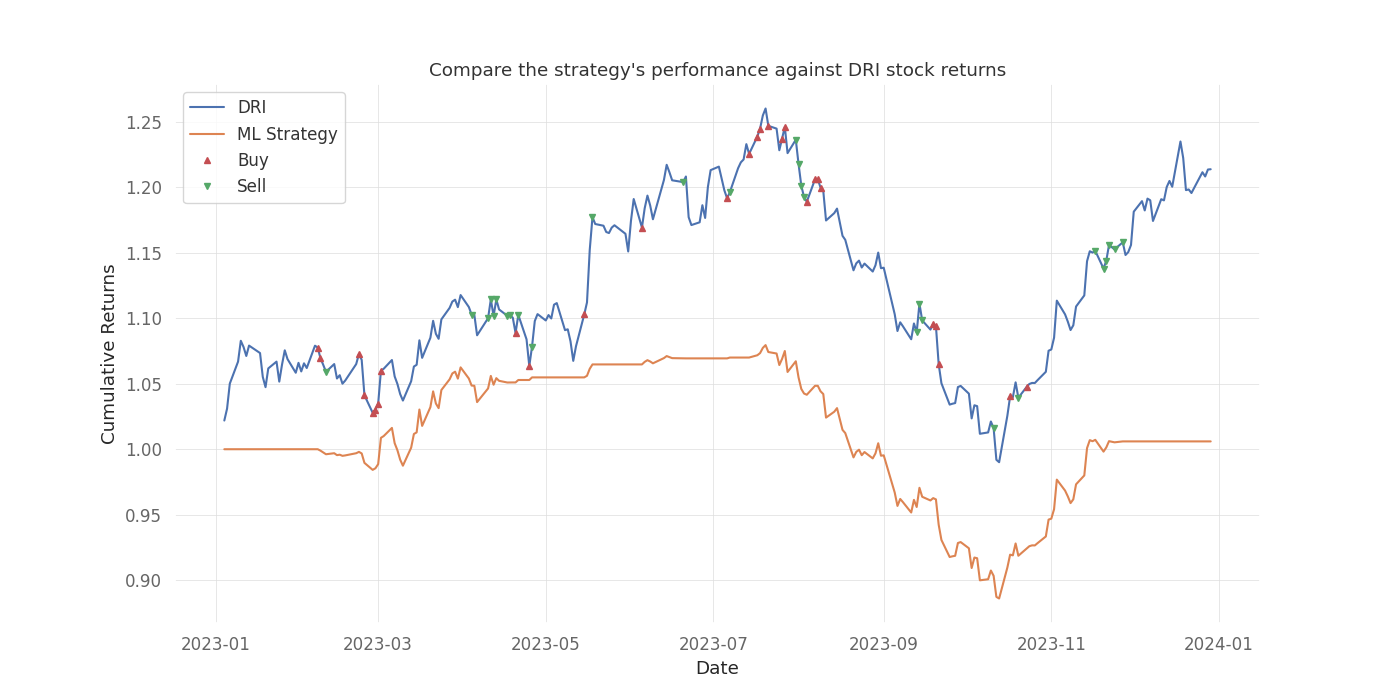 Compare the strategy's performance against DRI stock returns
DRI
ML Strategy
Buy
Sell
Cumulative Returns
1.25
1.20
1.15
1.10
1.05
1.00
0.95
0.90
2023-01 2023-03 2023-05 2023-07 2023-09 2023-11 2024-01
Date